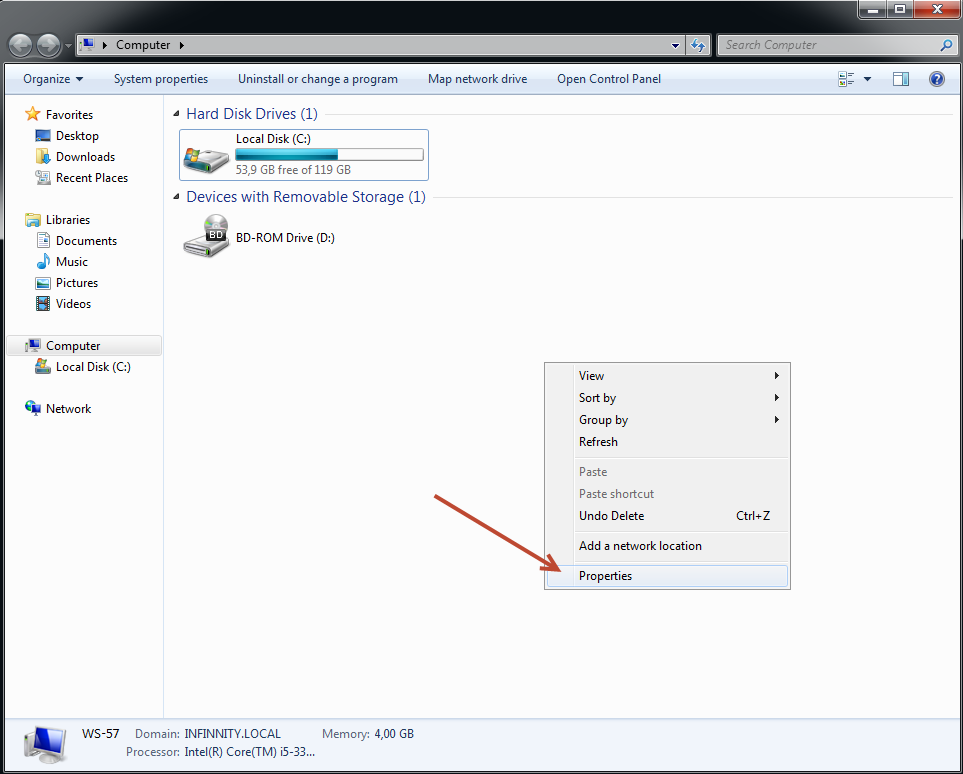 Computer
Search Computer
Organize System properties Uninstall or change a program Map network drive Open Control Panel
Favorites
Desktop
Downloads
Recent Places
Libraries
Documents
Music
Pictures
Videos
Computer
Local Disk (C:)
Network
Hard Disk Drives (1)
Local Disk (C:)
53,9 GB free of 119 GB
Devices with Removable Storage (1)
BD
BD-ROM Drive (D:)
View
Sort by
Group by
Refresh
Paste
Paste shortcut
Undo Delete Ctrl+Z
Add a network location
Properties
WS-57 Domain: INFINNITY.LOCAL Memory: 4,00 GB
Processor: Intel(R) Core(TM) i5-33...